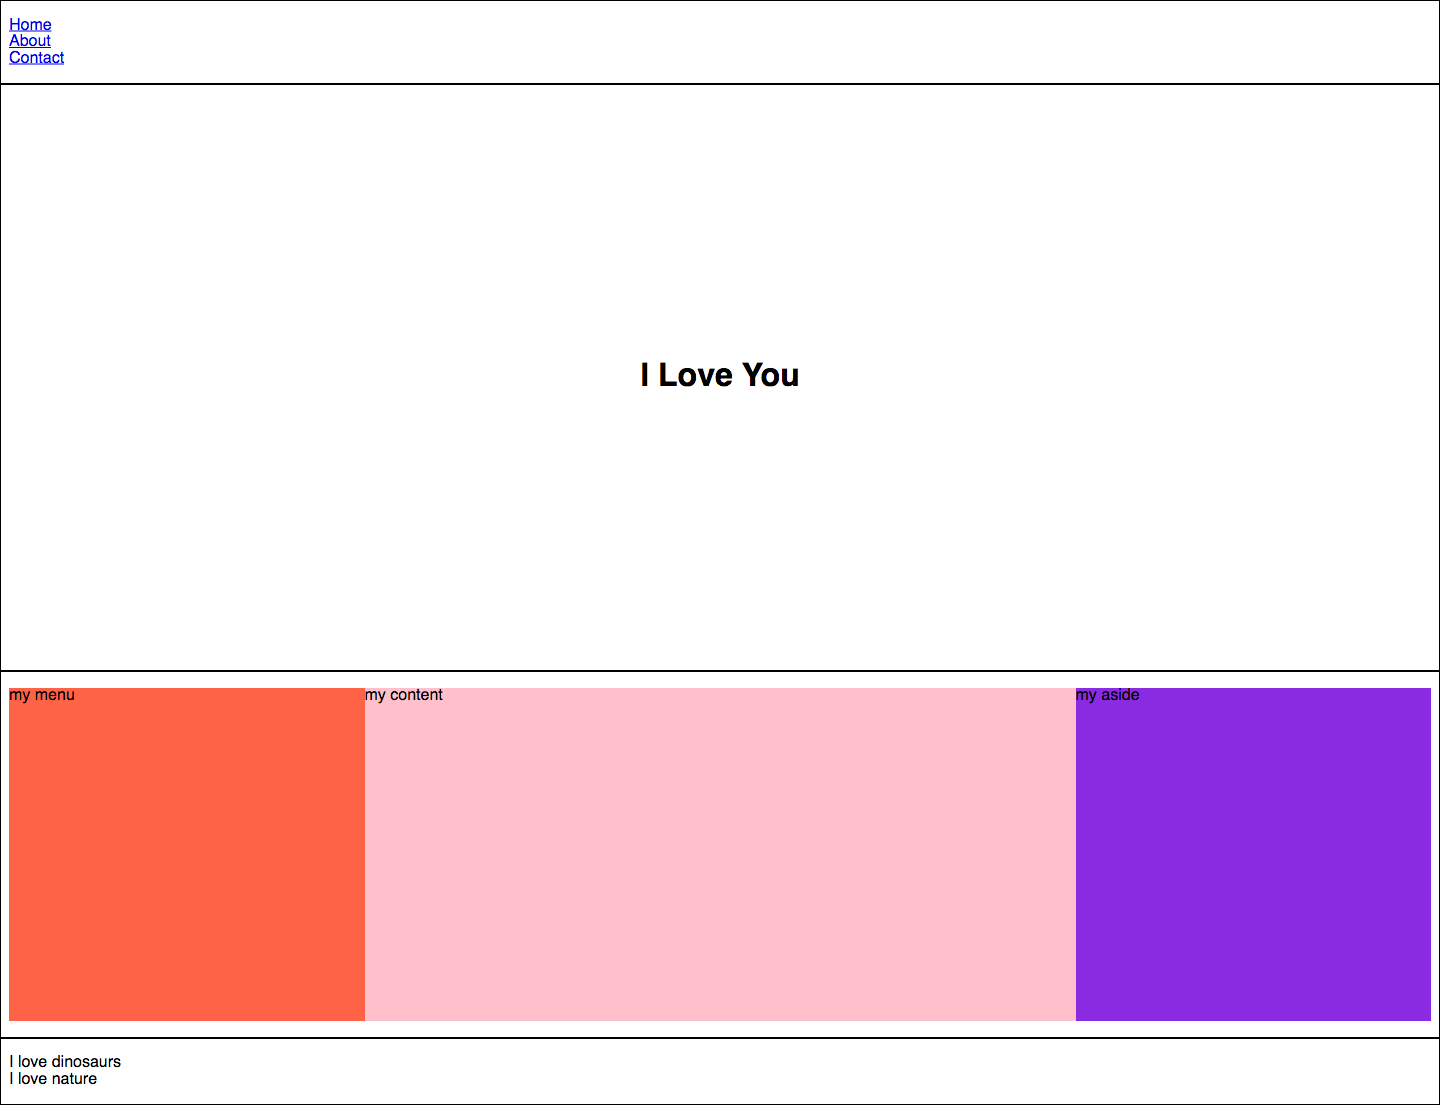 Home
About
Contact
I Love You
my menu
my content
my aside
I love dinosaurs
I love nature